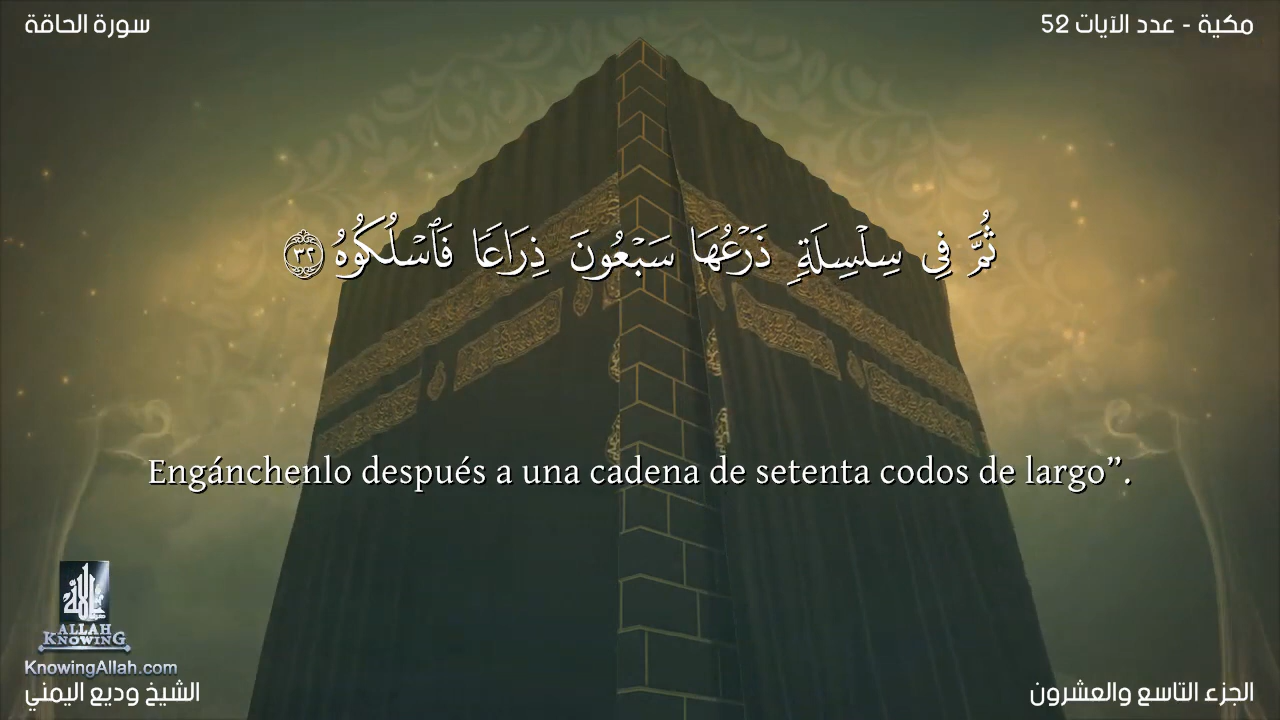 سورة الحاقة
مكية - عدد الآيات 52
ثُمَّ فِى سِلْسِلَةٍ ذَرْعُهَا سَبْعُونَ ذِرَاعًا فَٱسْلُكُوهُ ٣٢
Engánchenlo después a una cadena de setenta codos de largo”.
الله
ALLAH
KNOWING
KnowingAllah.com
الشيخ وديع اليمني
الجزء التاسع والعشرون